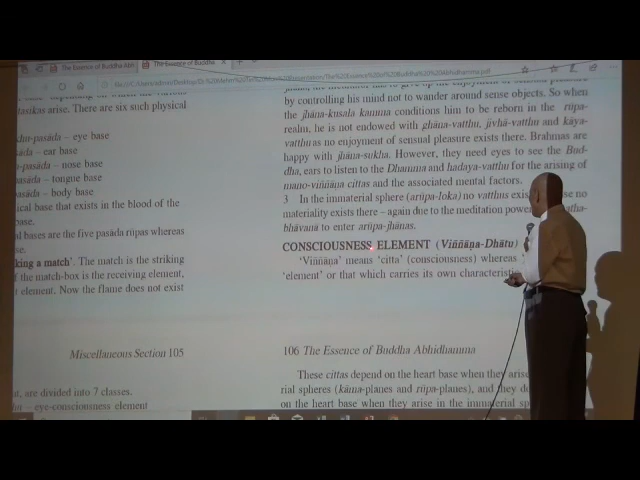 The Essence of Buddha Abhi
The Essence of Buddha
tavikas arise. There are six such physical
pasāda – eye base
pasāda – ear base
pasāda – nose base
pasāda – tongue base
pasāda – body base
ical base that exists in the blood of the
base.
al bases are the five pasāda rūpas whereas
se.
king a match'. The match is the striking
of the match-box is the receiving element,
t element. Now the flame does not exist
Miscellaneous Section 105
nt, are divided into 7 classes.
eye-consciousness element
by controlling his mind not to wander around sense objects. So when
the jhāna-kusala kamma conditions him to be reborn in the rūpa-
realm, he is not endowed with ghāna-vatthu, jivhā-vatthu and kāya-
vatthu as no enjoyment of sensual pleasure exists there. Brahmas are
happy with jhāna-sukha. However, they need eyes to see the Bud-
dha, ears to listen to the Dhamma and hadaya-vatthu for the arising of
mano-viññāṇa cittas and the associated mental factors.
3 In the immaterial sphere (arūpa-loka) no vatthus exis se no
materiality exists there – again due to the meditation power atha-
bhāvanā to enter arūpa-jhānas.
CONSCIOUSNESS ELEMENT (Viññāṇa-Dhātu)
'Viññāṇa' means 'citta' (consciousness) whereas
'element' or that which carries its own characteristi
106 The Essence of Buddha Abhidhamma
These cittas depend on the heart base when they arise
rial spheres (kāma-planes and rūpa-planes), and they do
on the heart base when they arise in the immaterial sp